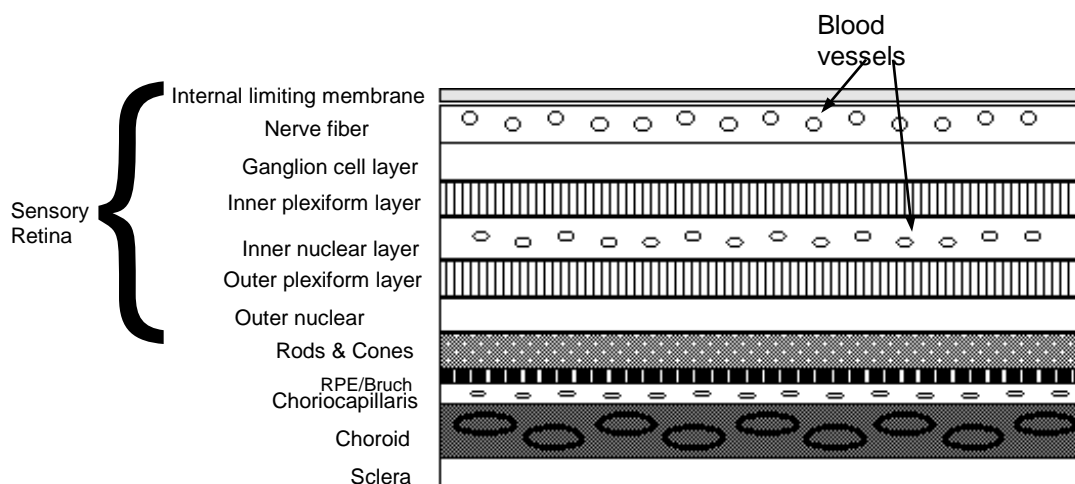 Blood
vessels
Internal limiting membrane
Nerve fiber
Ganglion cell layer
Inner plexiform layer
Sensory
Retina
Inner nuclear layer
Outer plexiform layer
Outer nuclear
Rods & Cones
RPE/Bruch
Choriocapillaris
Choroid
Sclera